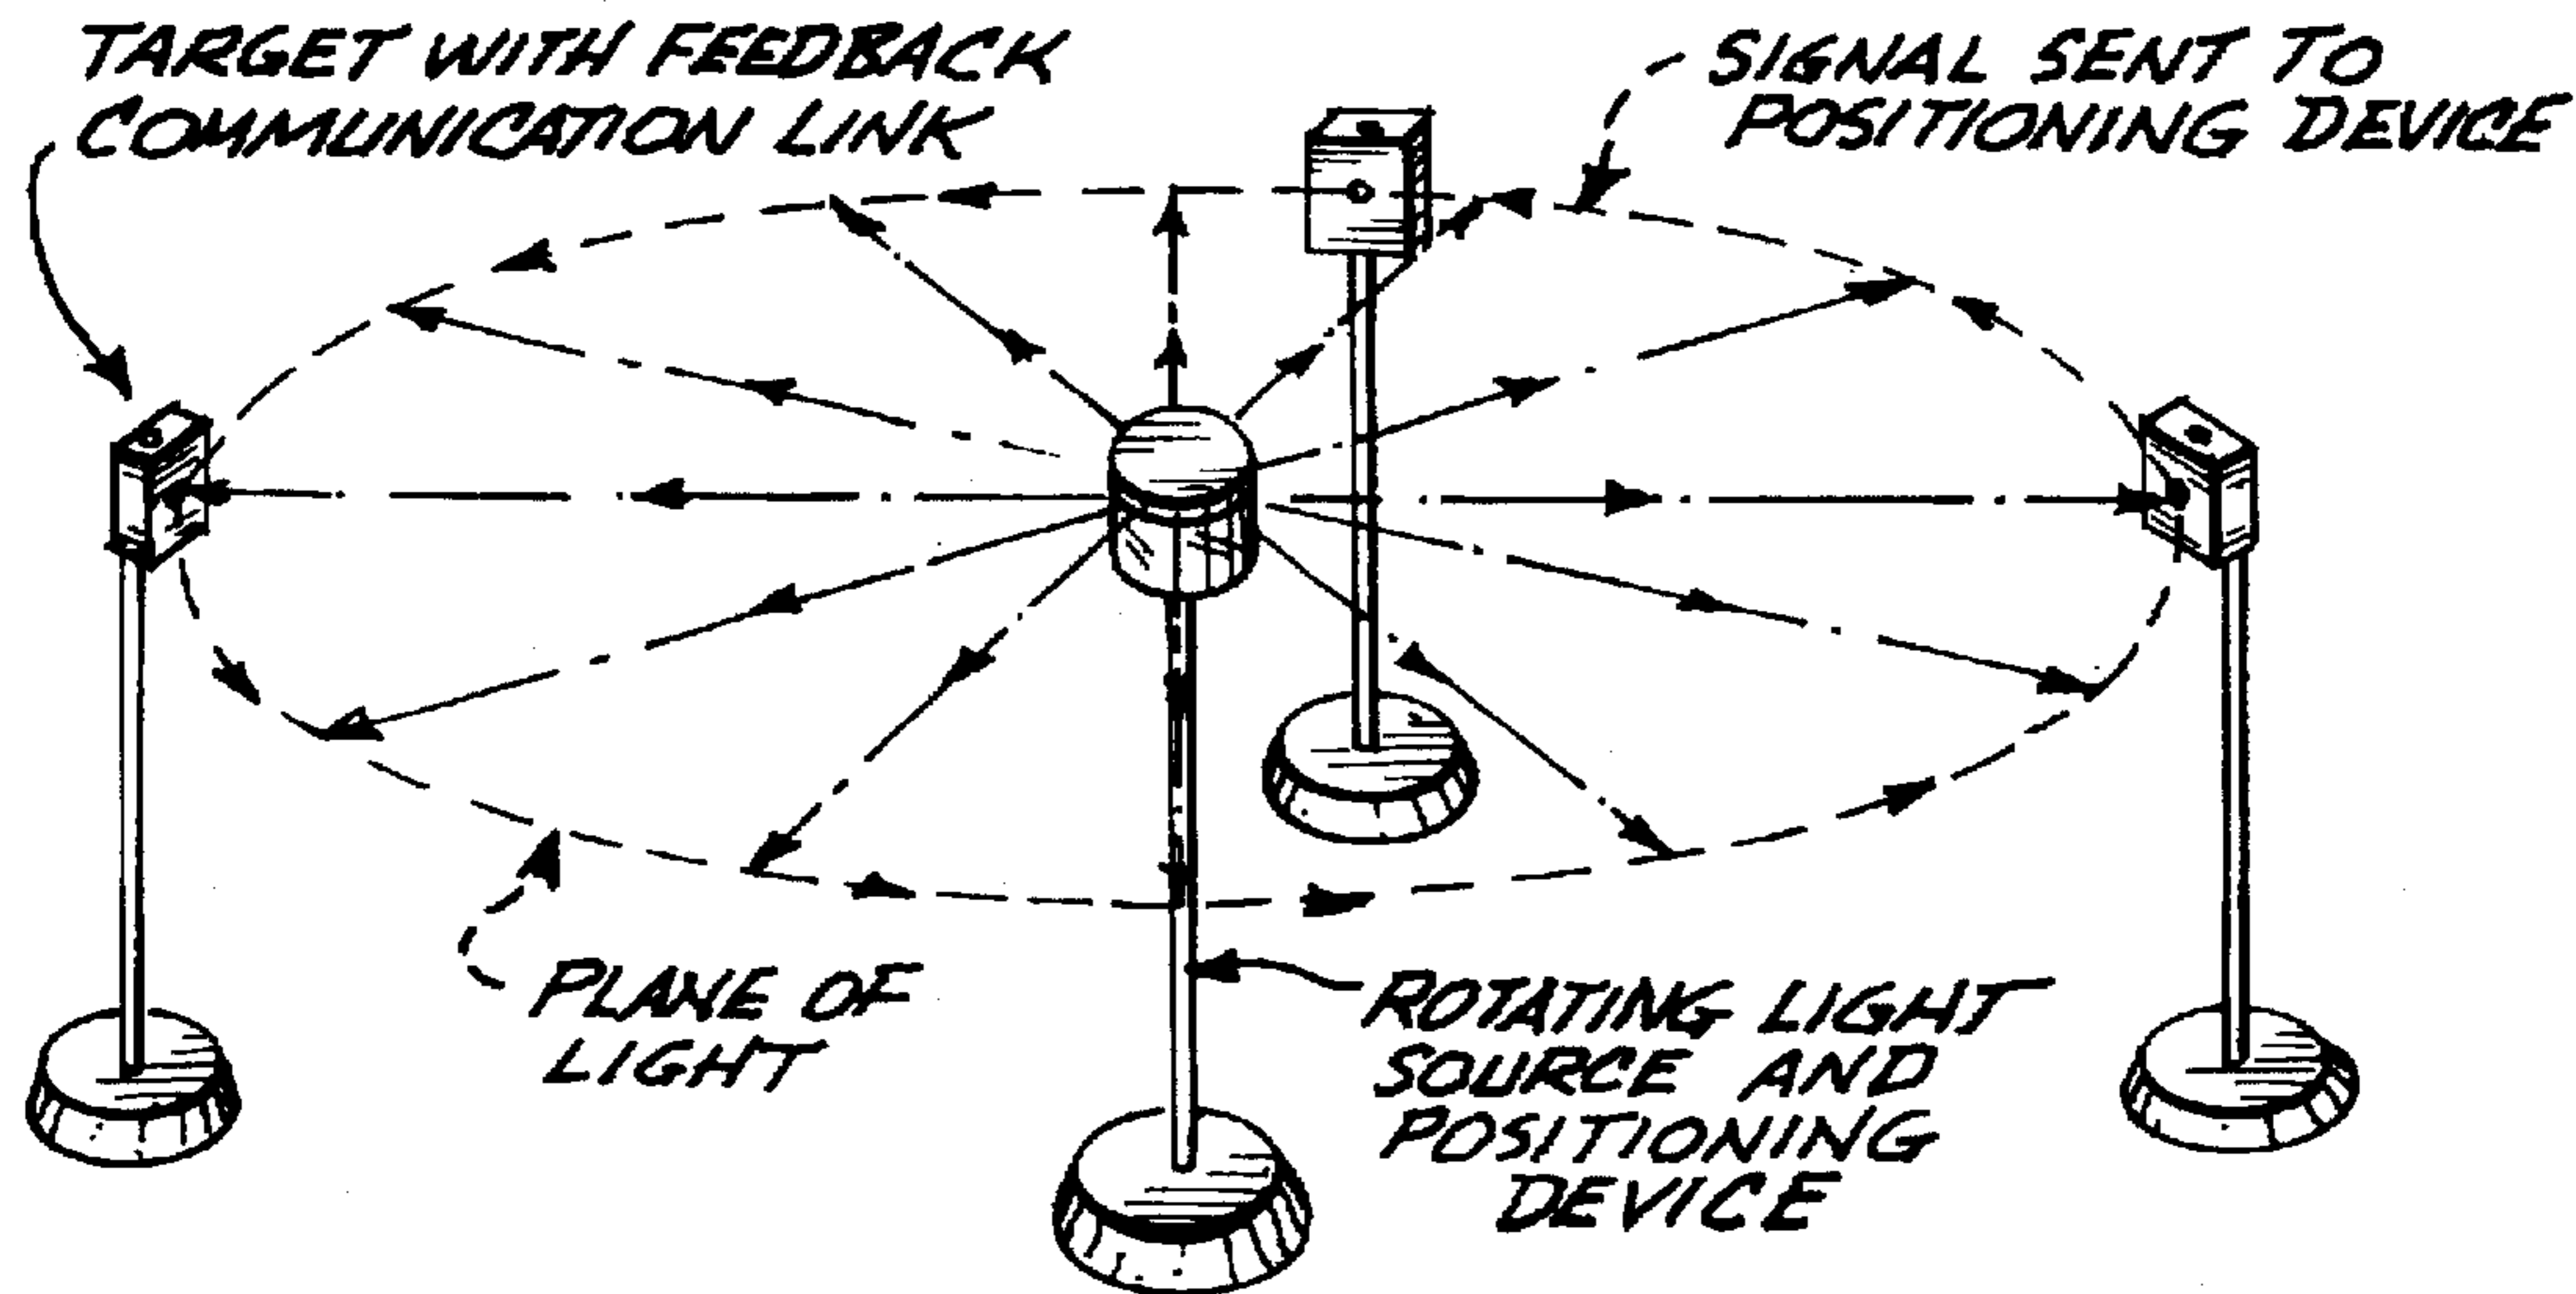 TARGET WITH FEEDBACK
COMMUNICATION LINK
SIGNAL SENT TO
POSITIONING DEVICE
PLANE OF
LIGHT
ROTATING LIGHT
SOURCE AND
POSITIONING
DEVICE